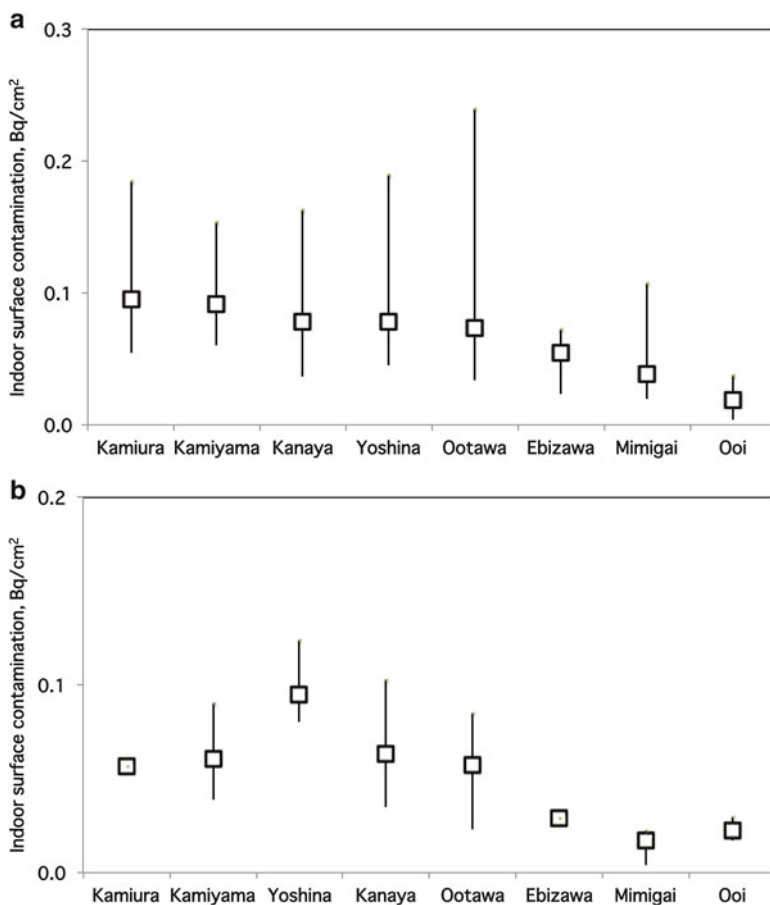 a
Indoor surface contamination, Bq/cm²
0.3
0.2
0.1
0.0
Kamiura Kamiyama Kanaya Yoshina Ootawa Ebizawa Mimigai Ooi
b
Indoor surface contamination, Bq/cm²
0.2
0.1
0.0
Kamiura Kamiyama Yoshina Kanaya Ootawa Ebizawa Mimigai Ooi